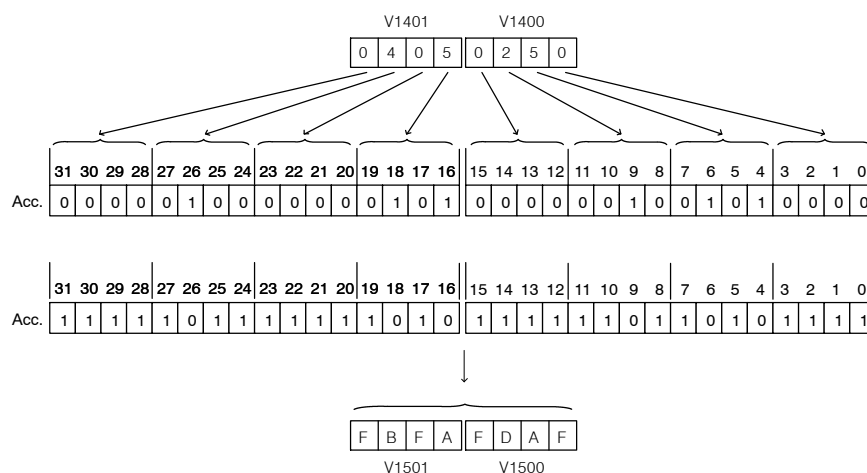 V1401 V1400
0 4 0 5 0 2 5 0
31 30 29 28 27 26 25 24 23 22 21 20 19 18 17 16 15 14 13 12 11 10 9 8 7 6 5 4 3 2 1 0
Acc. 0 0 0 0 0 1 0 0 0 0 0 0 0 1 0 1 0 0 0 0 0 0 1 0 0 1 0 1 0 0 0 0
31 30 29 28 27 26 25 24 23 22 21 20 19 18 17 16 15 14 13 12 11 10 9 8 7 6 5 4 3 2 1 0
Acc. 1 1 1 1 1 0 1 1 1 1 1 1 1 0 1 0 1 1 1 1 1 1 0 1 1 0 1 0 1 1 1 1
F B F A F D A F
V1501 V1500